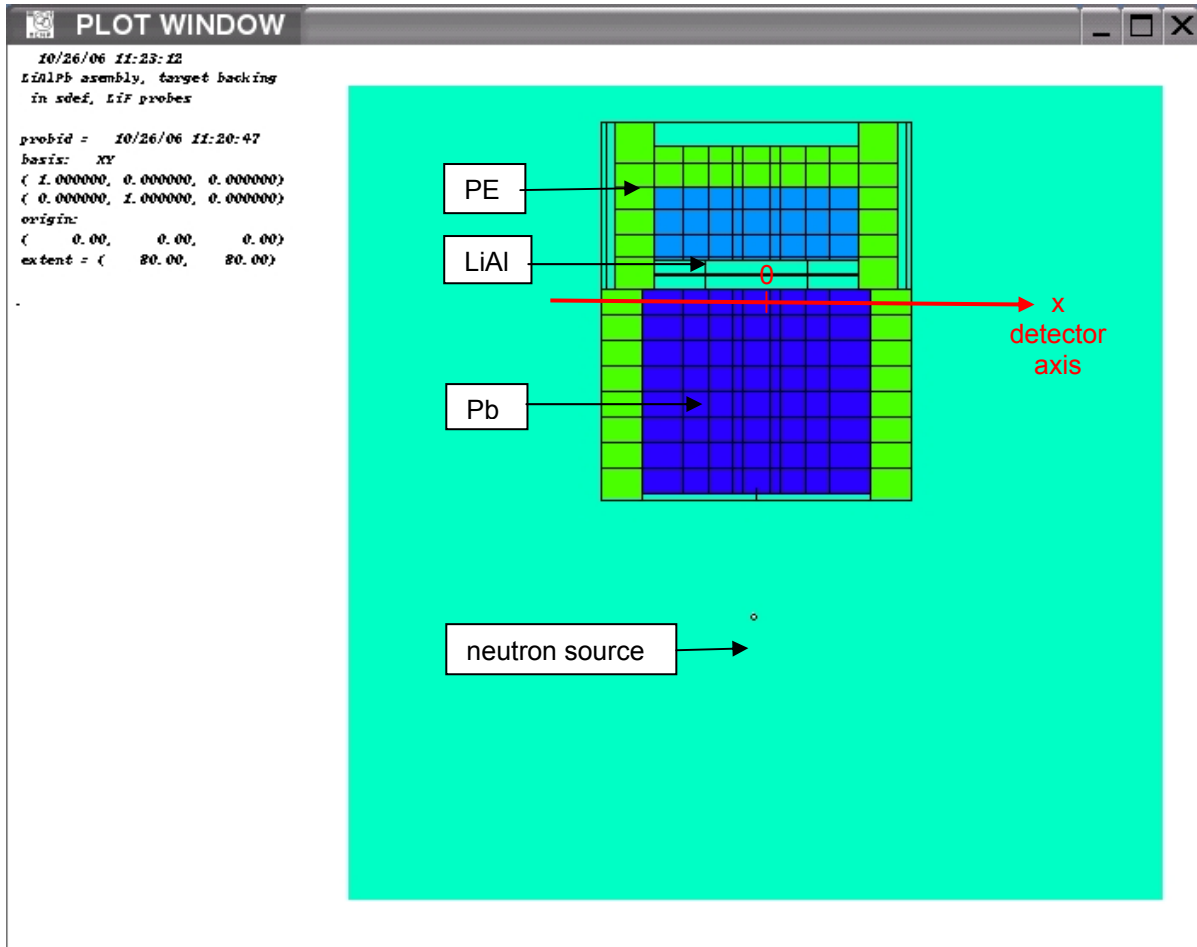 PLOT WINDOW
10/26/06 11:23:12
LiAlPb asembly, target backing
in sdef, LiF probes
probid = 10/26/06 11:20:47
basis: XY
( 1.000000, 0.000000, 0.000000)
( 0.000000, 1.000000, 0.000000)
origin:
( 0.00, 0.00, 0.00)
extent = ( 80.00, 80.00)
PE
LiAl
0
x
detector
axis
Pb
neutron source